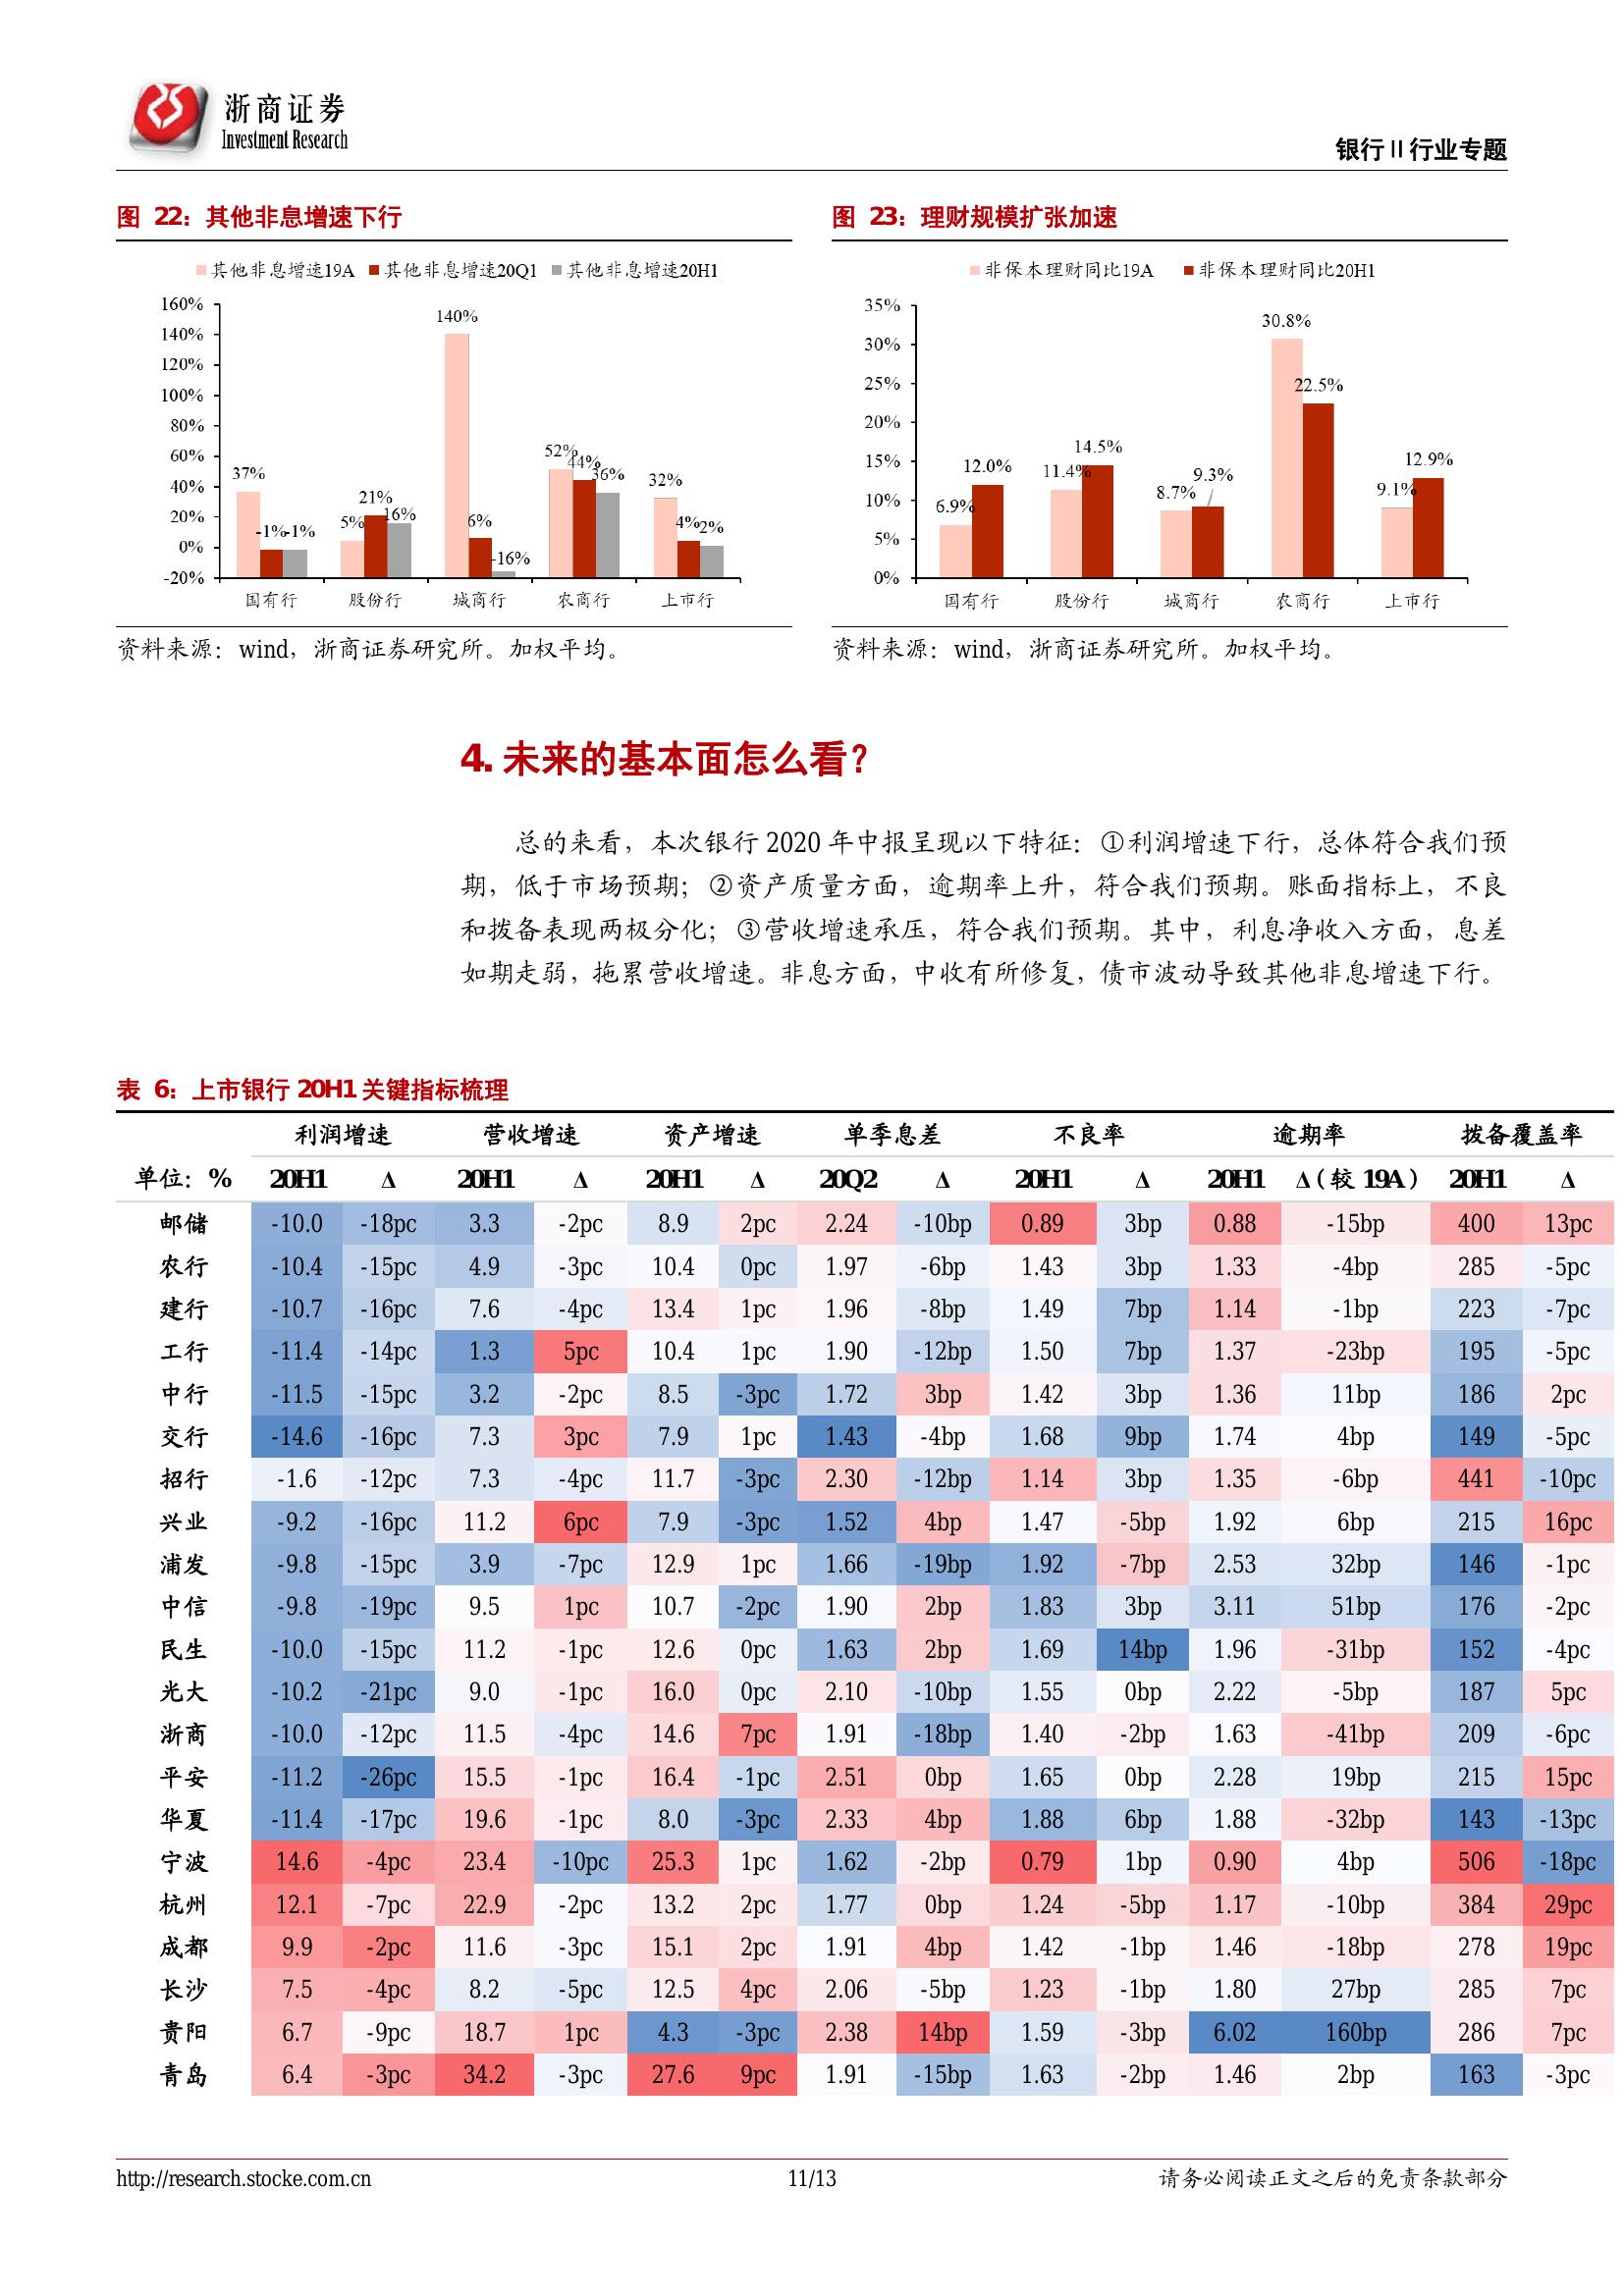 浙商证券
Investment Research
银行Ⅱ行业专题
图 22：其他非息增速下行
其他非息增速19A 其他非息增速20Q1 其他非息增速20H1
160%
140%
120%
100%
80%
60%
40%
20%
0%
-20%
37% -1% -1%
5% 21% 16%
140% 6% -16%
52% 44% 36%
32% 4% 2%
国有行 股份行 城商行 农商行 上市行
资料来源：wind，浙商证券研究所。加权平均。
图 23：理财规模扩张加速
非保本理财同比19A 非保本理财同比20H1
35%
30%
25%
20%
15%
10%
5%
0%
6.9% 12.0%
11.4% 14.5%
8.7% 9.3%
30.8% 22.5%
9.1% 12.9%
国有行 股份行 城商行 农商行 上市行
资料来源：wind，浙商证券研究所。加权平均。
4. 未来的基本面怎么看？
总的来看，本次银行 2020 年中报呈现以下特征：①利润增速下行，总体符合我们预
期，低于市场预期；②资产质量方面，逾期率上升，符合我们预期。账面指标上，不良
和拨备表现两极分化；③营收增速承压，符合我们预期。其中，利息净收入方面，息差
如期走弱，拖累营收增速。非息方面，中收有所修复，债市波动导致其他非息增速下行。
表 6：上市银行 20H1 关键指标梳理
利润增速 营收增速 资产增速 单季息差 不良率 逾期率 拨备覆盖率
单位：% 20H1 Δ 20H1 Δ 20H1 Δ 20Q2 Δ 20H1 Δ 20H1 Δ（较 19A） 20H1 Δ
邮储 -10.0 -18pc 3.3 -2pc 8.9 2pc 2.24 -10bp 0.89 3bp 0.88 -15bp 400 13pc
农行 -10.4 -15pc 4.9 -3pc 10.4 0pc 1.97 -6bp 1.43 3bp 1.33 -4bp 285 -5pc
建行 -10.7 -16pc 7.6 -4pc 13.4 1pc 1.96 -8bp 1.49 7bp 1.14 -1bp 223 -7pc
工行 -11.4 -14pc 1.3 5pc 10.4 1pc 1.90 -12bp 1.50 7bp 1.37 -23bp 195 -5pc
中行 -11.5 -15pc 3.2 -2pc 8.5 -3pc 1.72 3bp 1.42 3bp 1.36 11bp 186 2pc
交行 -14.6 -16pc 7.3 3pc 7.9 1pc 1.43 -4bp 1.68 9bp 1.74 4bp 149 -5pc
招行 -1.6 -12pc 7.3 -4pc 11.7 -3pc 2.30 -12bp 1.14 3bp 1.35 -6bp 441 -10pc
兴业 -9.2 -16pc 11.2 6pc 7.9 -3pc 1.52 4bp 1.47 -5bp 1.92 6bp 215 16pc
浦发 -9.8 -15pc 3.9 -7pc 12.9 1pc 1.66 -19bp 1.92 -7bp 2.53 32bp 146 -1pc
中信 -9.8 -19pc 9.5 1pc 10.7 -2pc 1.90 2bp 1.83 3bp 3.11 51bp 176 -2pc
民生 -10.0 -15pc 11.2 -1pc 12.6 0pc 1.63 2bp 1.69 14bp 1.96 -31bp 152 -4pc
光大 -10.2 -21pc 9.0 -1pc 16.0 0pc 2.10 -10bp 1.55 0bp 2.22 -5bp 187 5pc
浙商 -10.0 -12pc 11.5 -4pc 14.6 7pc 1.91 -18bp 1.40 -2bp 1.63 -41bp 209 -6pc
平安 -11.2 -26pc 15.5 -1pc 16.4 -1pc 2.51 0bp 1.65 0bp 2.28 19bp 215 15pc
华夏 -11.4 -17pc 19.6 -1pc 8.0 -3pc 2.33 4bp 1.88 6bp 1.88 -32bp 143 -13pc
宁波 14.6 -4pc 23.4 -10pc 25.3 1pc 1.62 -2bp 0.79 1bp 0.90 4bp 506 -18pc
杭州 12.1 -7pc 22.9 -2pc 13.2 2pc 1.77 0bp 1.24 -5bp 1.17 -10bp 384 29pc
成都 9.9 -2pc 11.6 -3pc 15.1 2pc 1.91 4bp 1.42 -1bp 1.46 -18bp 278 19pc
长沙 7.5 -4pc 8.2 -5pc 12.5 4pc 2.06 -5bp 1.23 -1bp 1.80 27bp 285 7pc
贵阳 6.7 -9pc 18.7 1pc 4.3 -3pc 2.38 14bp 1.59 -3bp 6.02 160bp 286 7pc
青岛 6.4 -3pc 34.2 -3pc 27.6 9pc 1.91 -15bp 1.63 -2bp 1.46 2bp 163 -3pc
http://research.stocke.com.cn 11/13 请务必阅读正文之后的免责条款部分